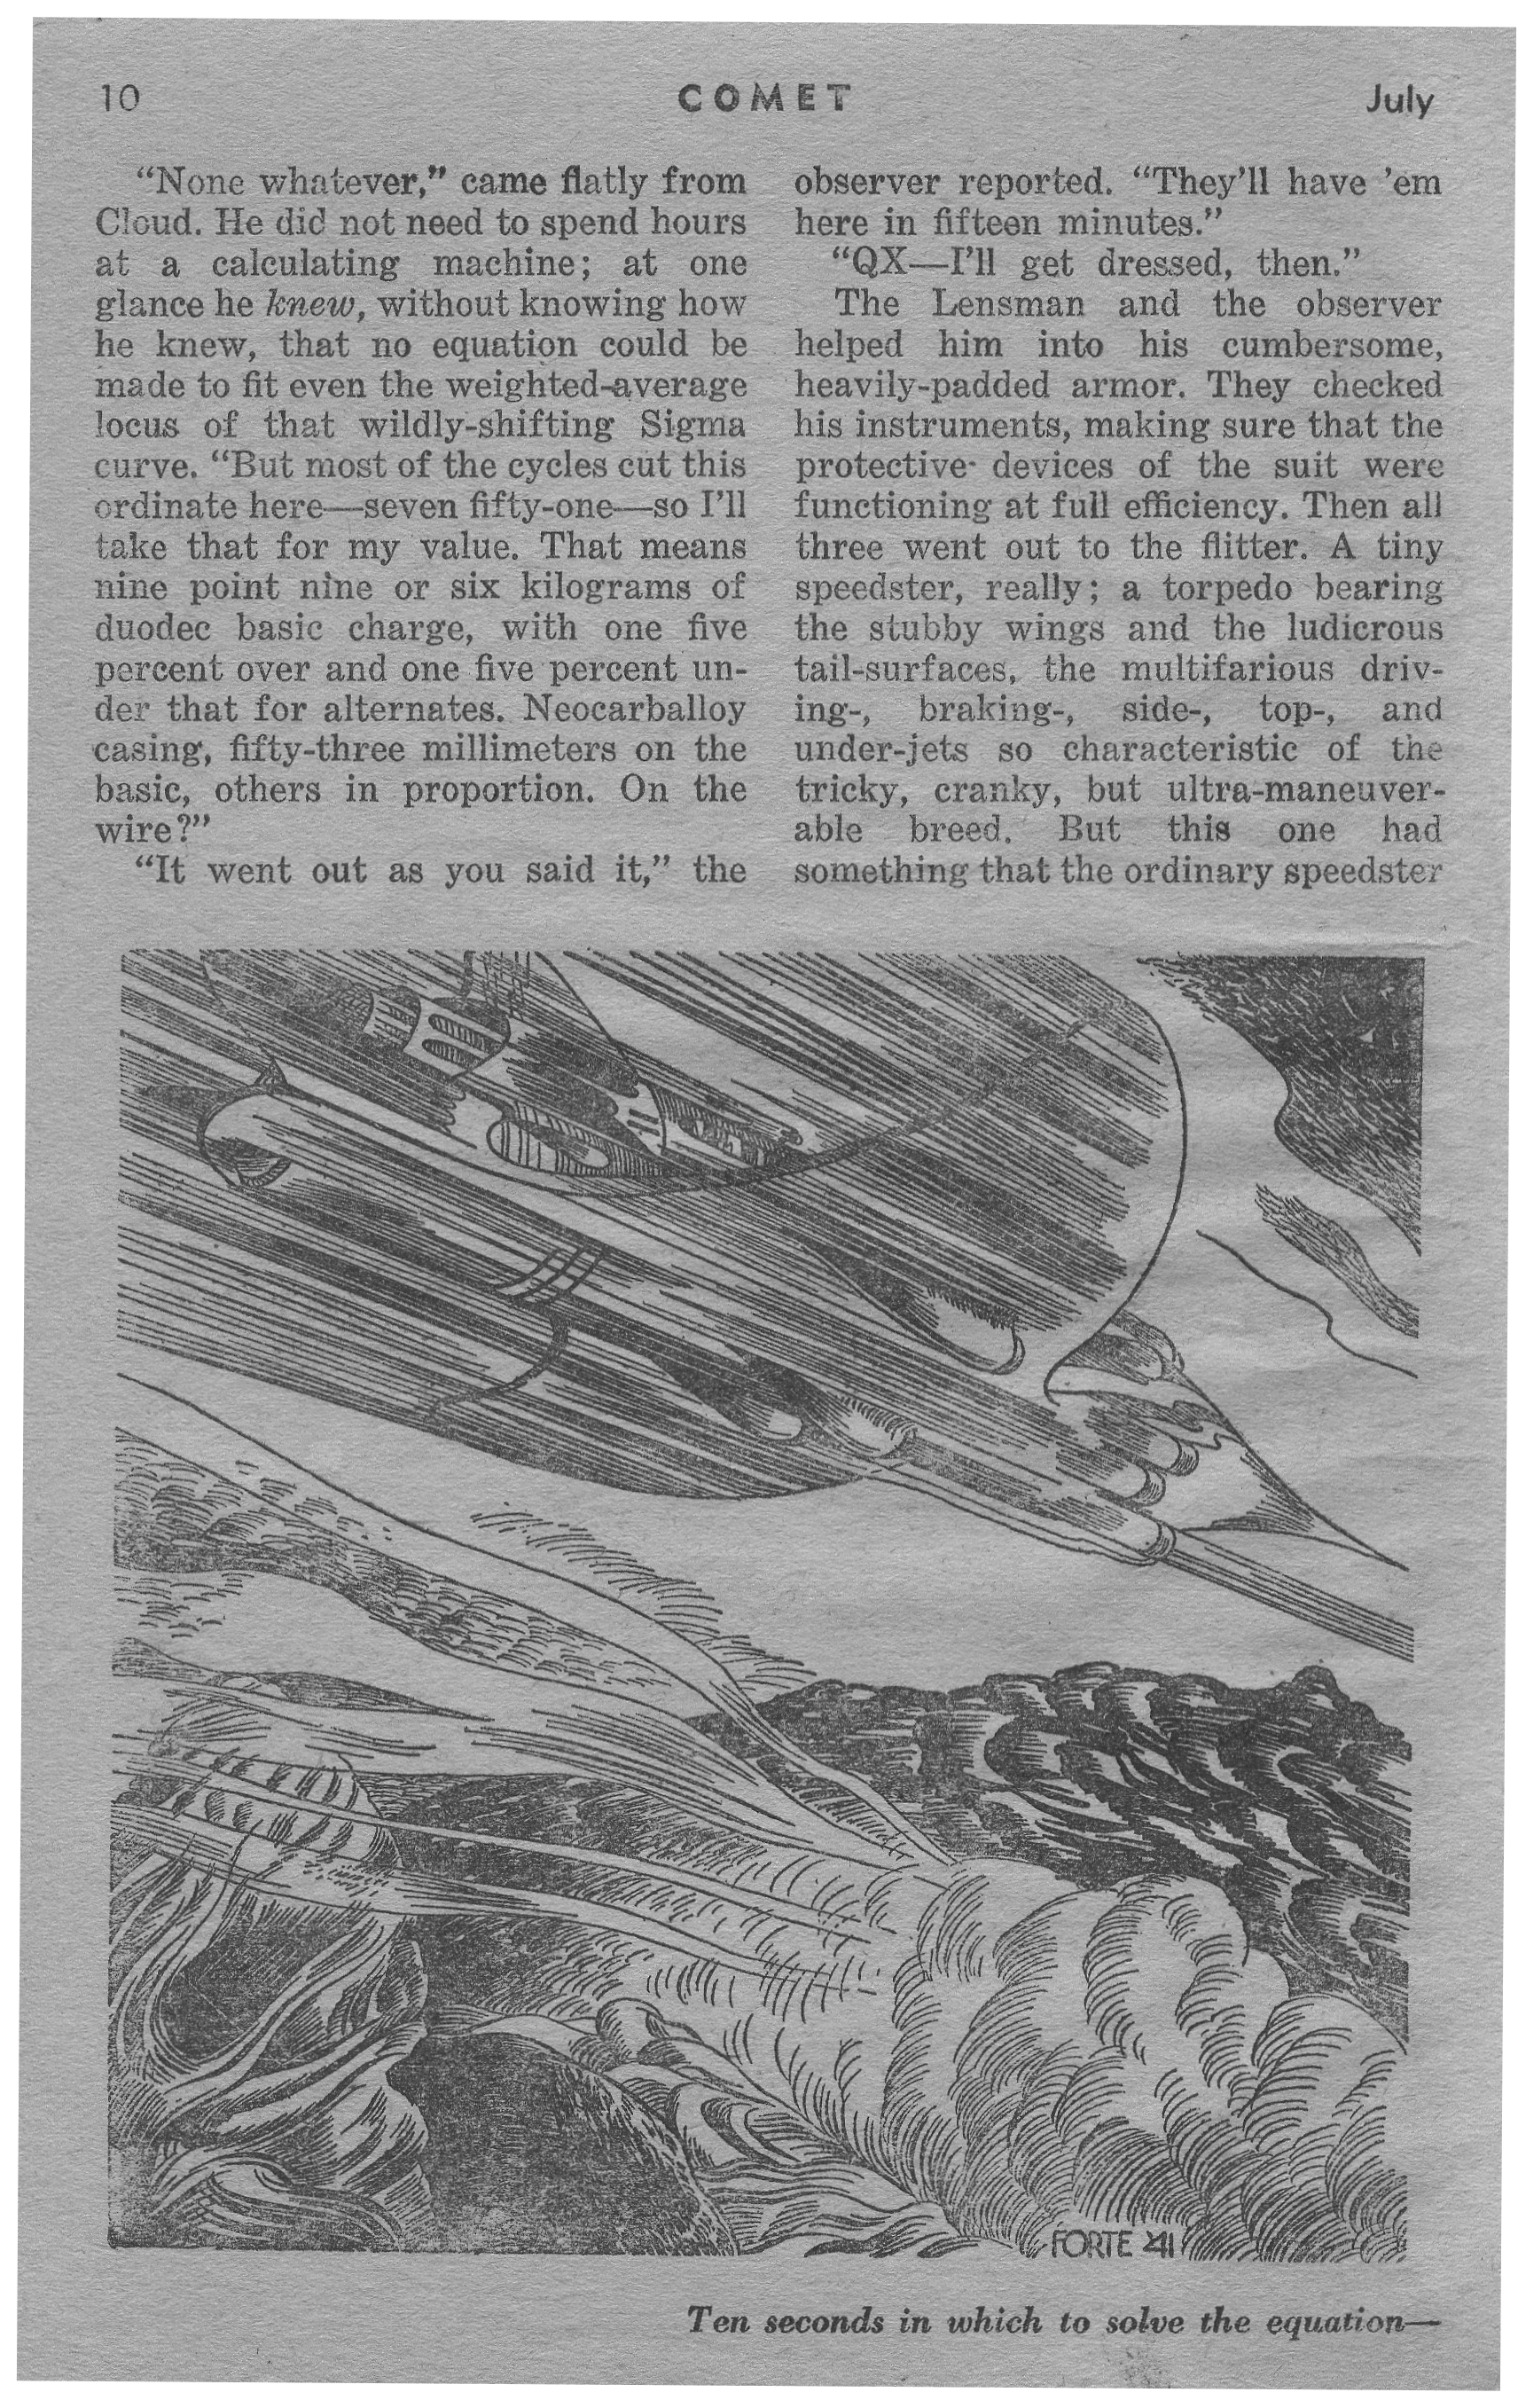 10 COMET July
“None whatever,” came flatly from
Cloud. He did not need to spend hours
at a calculating machine; at one
glance he knew, without knowing how
he knew, that no equation could be
made to fit even the weighted-average
locus of that wildly-shifting Sigma
curve. “But most of the cycles cut this
ordinate here—seven fifty-one—so I’ll
take that for my value. That means
nine point nine or six kilograms of
duodec basic charge, with one five
percent over and one five percent un-
der that for alternates. Neocarballoy
casing, fifty-three millimeters on the
basic, others in proportion. On the
wire?”
“It went out as you said it,” the
observer reported. “They’ll have ’em
here in fifteen minutes.”
“QX—I’ll get dressed, then.”
The Lensman and the observer
helped him into his cumbersome,
heavily-padded armor. They checked
his instruments, making sure that the
protective devices of the suit were
functioning at full efficiency. Then all
three went out to the flitter. A tiny
speedster, really; a torpedo bearing
the stubby wings and the ludicrous
tail-surfaces, the multifarious driv-
ing-, braking-, side-, top-, and
under-jets so characteristic of the
tricky, cranky, but ultra-maneuver-
able breed. But this one had
something that the ordinary speedster
FORTE XII
Ten seconds in which to solve the equation—